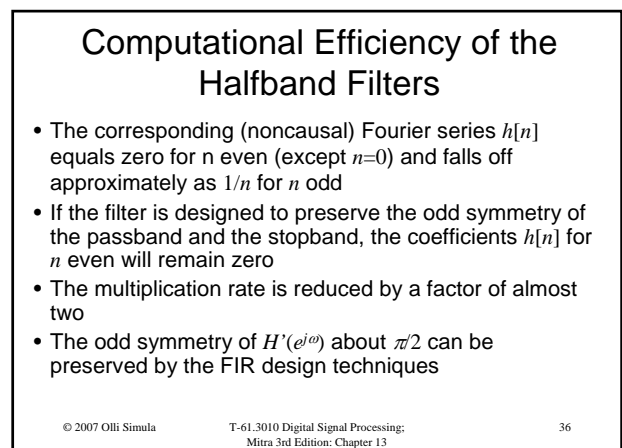 Computational Efficiency of the
Halfband Filters
• The corresponding (noncausal) Fourier series h[n]
equals zero for n even (except n=0) and falls off
approximately as 1/n for n odd
• If the filter is designed to preserve the odd symmetry of
the passband and the stopband, the coefficients h[n] for
n even will remain zero
• The multiplication rate is reduced by a factor of almost
two
• The odd symmetry of H'(e^{jω}) about π/2 can be
preserved by the FIR design techniques
© 2007 Olli Simula
T-61.3010 Digital Signal Processing;
Mitra 3rd Edition: Chapter 13
36